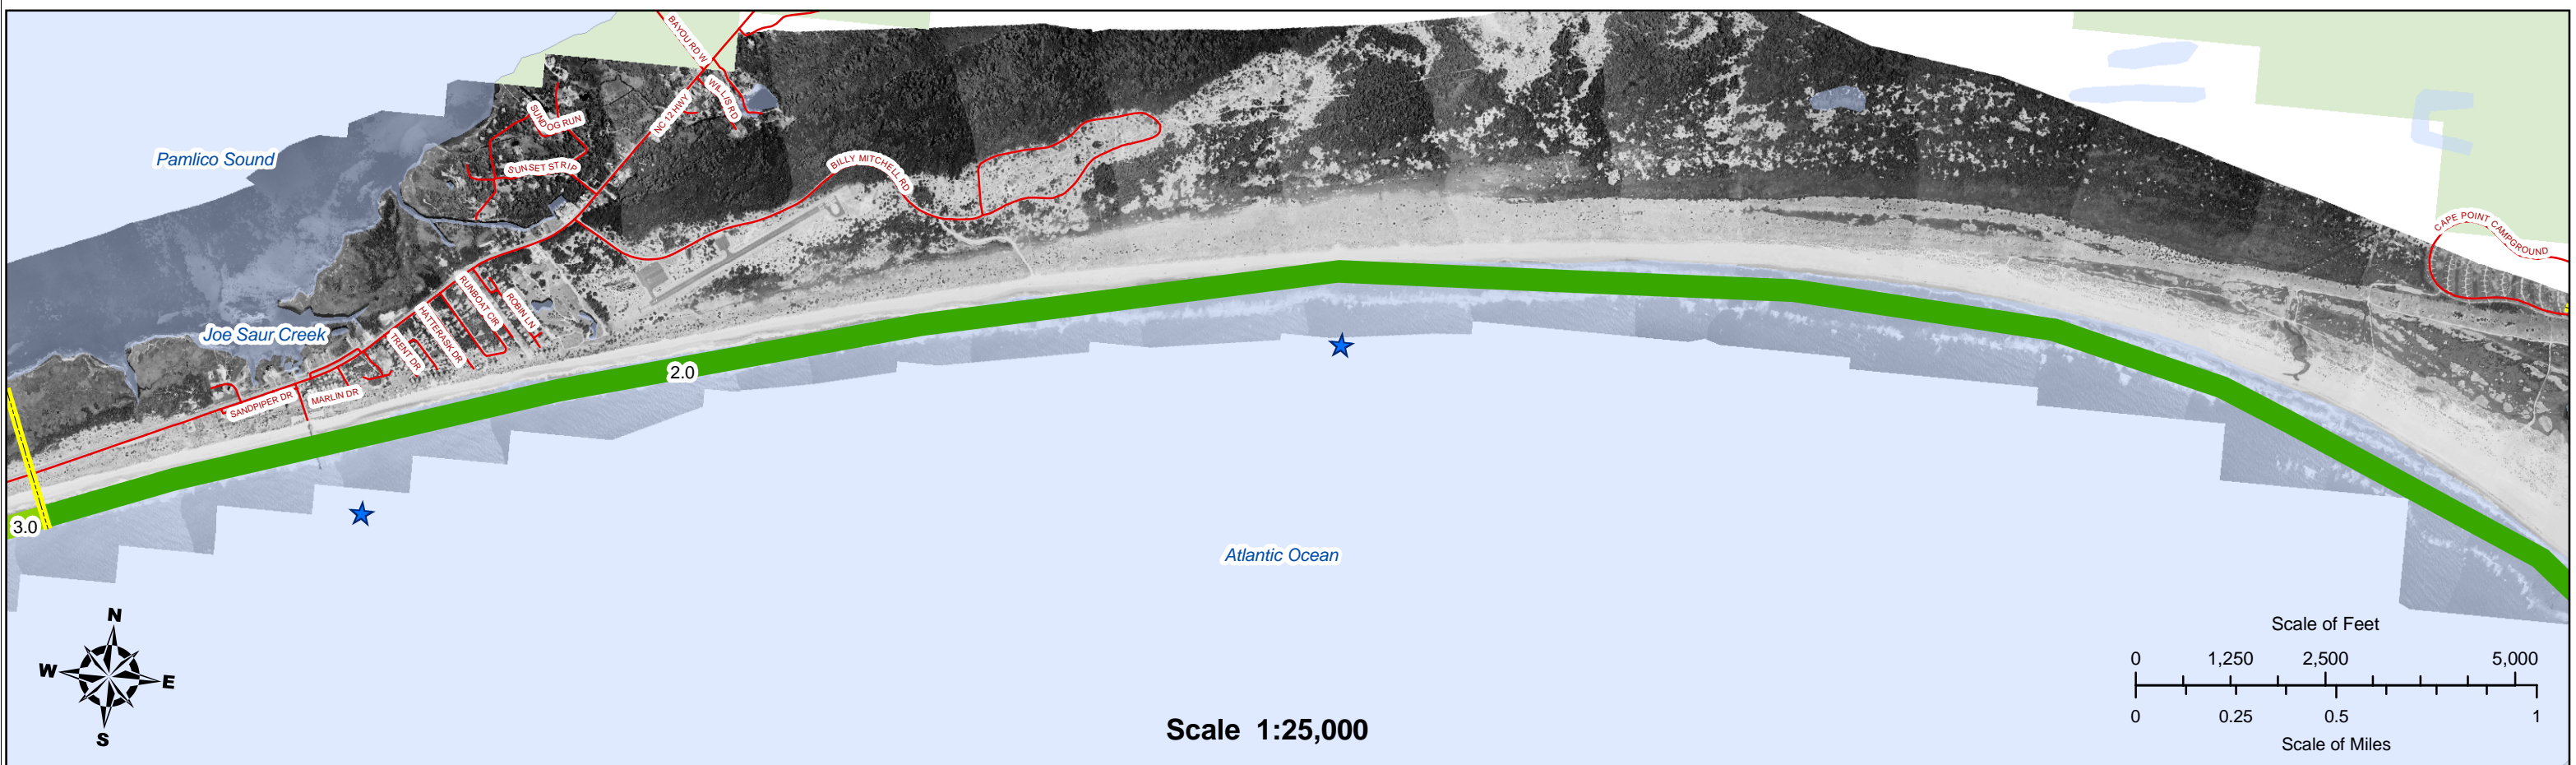 BAYOU RD W
WILLIS RD
NC 12 HWY
SUNDOG RUN
SUNSET STRIP
Pamlico Sound
BILLY MITCHELL RD
CAPE POINT CAMPGROUND
RUNBOAT CIR
ROBIN LN
HATTERASK DR
TRENT DR
Joe Saur Creek
SANDPIPER DR
MARLIN DR
2.0
3.0
Atlantic Ocean
N
W
E
S
Scale 1:25,000
Scale of Feet
0 1,250 2,500 5,000
0 0.25 0.5 1
Scale of Miles